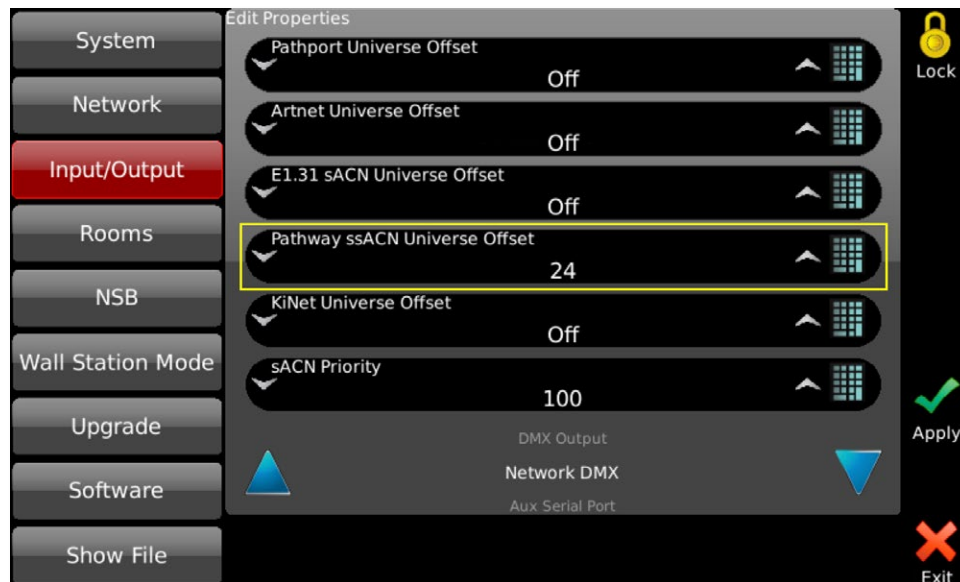 System
Network
Input/Output
Rooms
NSB
Wall Station Mode
Upgrade
Software
Show File
Edit Properties
Pathport Universe Offset
Off
Artnet Universe Offset
Off
E1.31 sACN Universe Offset
Off
Pathway ssACN Universe Offset
24
KiNet Universe Offset
Off
sACN Priority
100
DMX Output
Network DMX
Aux Serial Port
Lock
Apply
Exit